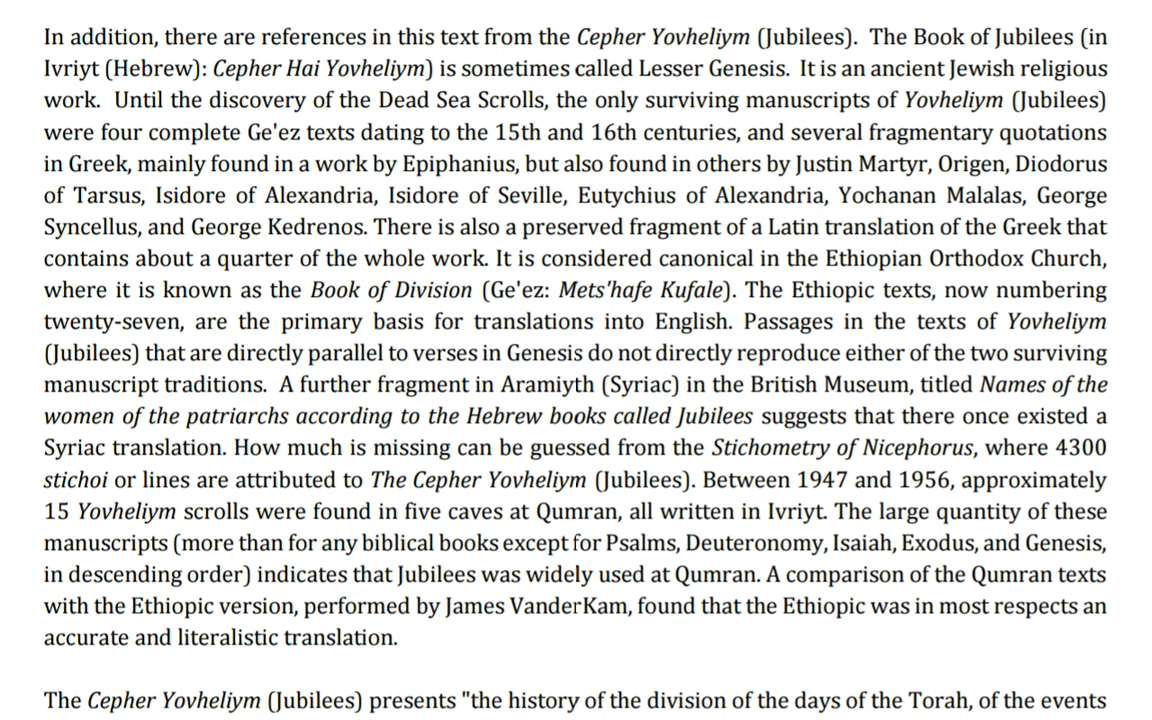 In addition, there are references in this text from the Cepher Yovheliym (Jubilees).  The Book of Jubilees (in
Ivriyt (Hebrew): Cepher Hai Yovheliym) is sometimes called Lesser Genesis.  It is an ancient Jewish religious
work.  Until the discovery of the Dead Sea Scrolls, the only surviving manuscripts of Yovheliym (Jubilees)
were four complete Ge'ez texts dating to the 15th and 16th centuries, and several fragmentary quotations
in Greek, mainly found in a work by Epiphanius, but also found in others by Justin Martyr, Origen, Diodorus
of Tarsus, Isidore of Alexandria, Isidore of Seville, Eutychius of Alexandria, Yochanan Malalas, George
Syncellus, and George Kedrenos. There is also a preserved fragment of a Latin translation of the Greek that
contains about a quarter of the whole work. It is considered canonical in the Ethiopian Orthodox Church,
where it is known as the Book of Division (Ge'ez: Mets'hafe Kufale). The Ethiopic texts, now numbering
twenty-seven, are the primary basis for translations into English. Passages in the texts of Yovheliym
(Jubilees) that are directly parallel to verses in Genesis do not directly reproduce either of the two surviving
manuscript traditions.  A further fragment in Aramiyth (Syriac) in the British Museum, titled Names of the
women of the patriarchs according to the Hebrew books called Jubilees suggests that there once existed a
Syriac translation. How much is missing can be guessed from the Stichometry of Nicephorus, where 4300
stichoi or lines are attributed to The Cepher Yovheliym (Jubilees). Between 1947 and 1956, approximately
15 Yovheliym scrolls were found in five caves at Qumran, all written in Ivriyt. The large quantity of these
manuscripts (more than for any biblical books except for Psalms, Deuteronomy, Isaiah, Exodus, and Genesis,
in descending order) indicates that Jubilees was widely used at Qumran. A comparison of the Qumran texts
with the Ethiopic version, performed by James VanderKam, found that the Ethiopic was in most respects an
accurate and literalistic translation.
The Cepher Yovheliym (Jubilees) presents "the history of the division of the days of the Torah, of the events